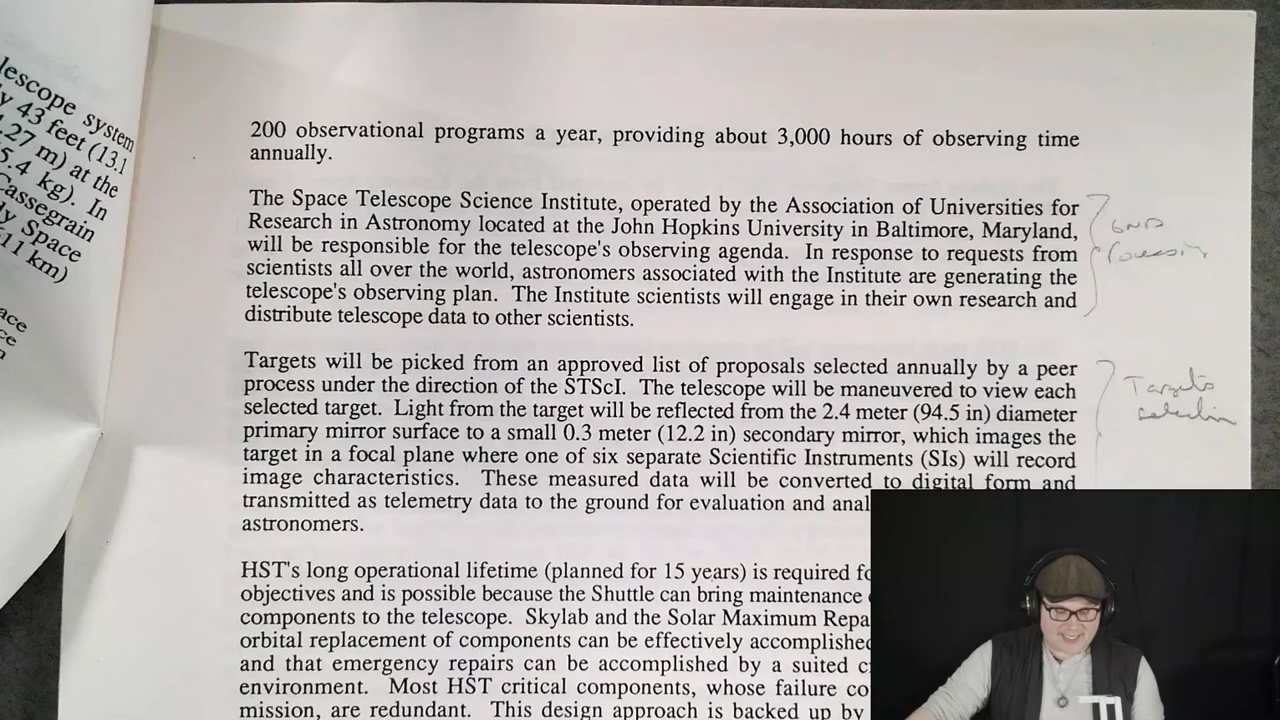 lescope system
y 43 feet (13.1
.27 m) at the
5.4 kg). In
Cassegrain
ly Space
11 km)
ace
ce
200 observational programs a year, providing about 3,000 hours of observing time
annually.
The Space Telescope Science Institute, operated by the Association of Universities for
Research in Astronomy located at the John Hopkins University in Baltimore, Maryland,
will be responsible for the telescope's observing agenda. In response to requests from
scientists all over the world, astronomers associated with the Institute are generating the
telescope's observing plan. The Institute scientists will engage in their own research and
distribute telescope data to other scientists.
Targets will be picked from an approved list of proposals selected annually by a peer
process under the direction of the STScI. The telescope will be maneuvered to view each
selected target. Light from the target will be reflected from the 2.4 meter (94.5 in) diameter
primary mirror surface to a small 0.3 meter (12.2 in) secondary mirror, which images the
target in a focal plane where one of six separate Scientific Instruments (SIs) will record
image characteristics. These measured data will be converted to digital form and
transmitted as telemetry data to the ground for evaluation and anal
astronomers.
HST's long operational lifetime (planned for 15 years) is required fo
objectives and is possible because the Shuttle can bring maintenance
components to the telescope. Skylab and the Solar Maximum Repa
orbital replacement of components can be effectively accomplished
and that emergency repairs can be accomplished by a suited c
environment. Most HST critical components, whose failure co
mission, are redundant. This design approach is backed up by
Targets
selection